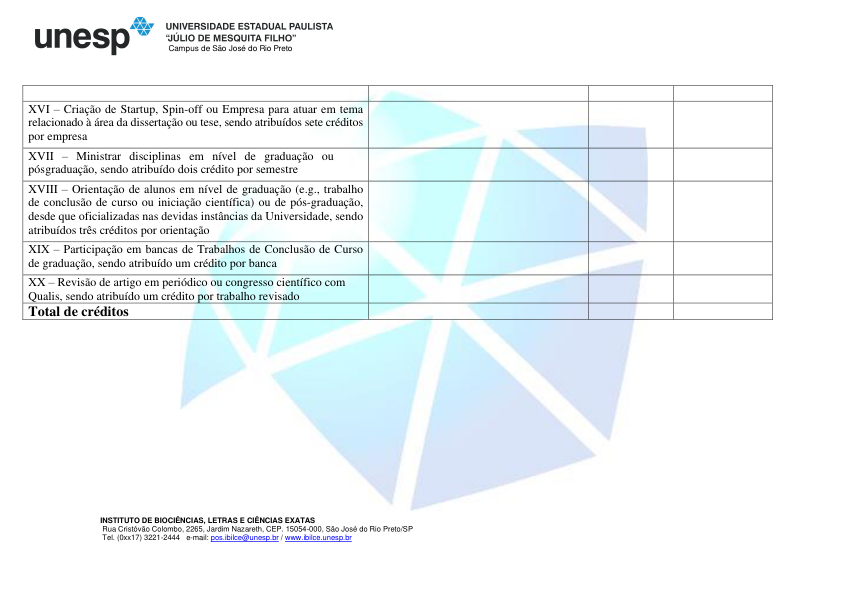 unesp
UNIVERSIDADE ESTADUAL PAULISTA
“JÚLIO DE MESQUITA FILHO”
Campus de São José do Rio Preto
XVI – Criação de Startup, Spin-off ou Empresa para atuar em tema
relacionado à área da dissertação ou tese, sendo atribuídos sete créditos
por empresa
XVII – Ministrar disciplinas em nível de graduação ou
pósgraduação, sendo atribuído dois crédito por semestre
XVIII – Orientação de alunos em nível de graduação (e.g., trabalho
de conclusão de curso ou iniciação científica) ou de pós-graduação,
desde que oficializadas nas devidas instâncias da Universidade, sendo
atribuídos três créditos por orientação
XIX – Participação em bancas de Trabalhos de Conclusão de Curso
de graduação, sendo atribuído um crédito por banca
XX – Revisão de artigo em periódico ou congresso científico com
Qualis, sendo atribuído um crédito por trabalho revisado
Total de créditos
INSTITUTO DE BIOCIÊNCIAS, LETRAS E CIÊNCIAS EXATAS
Rua Cristóvão Colombo, 2265, Jardim Nazareth, CEP. 15054-000, São José do Rio Preto/SP
Tel. (0xx17) 3221-2444 e-mail: pos.ibilce@unesp.br / www.ibilce.unesp.br